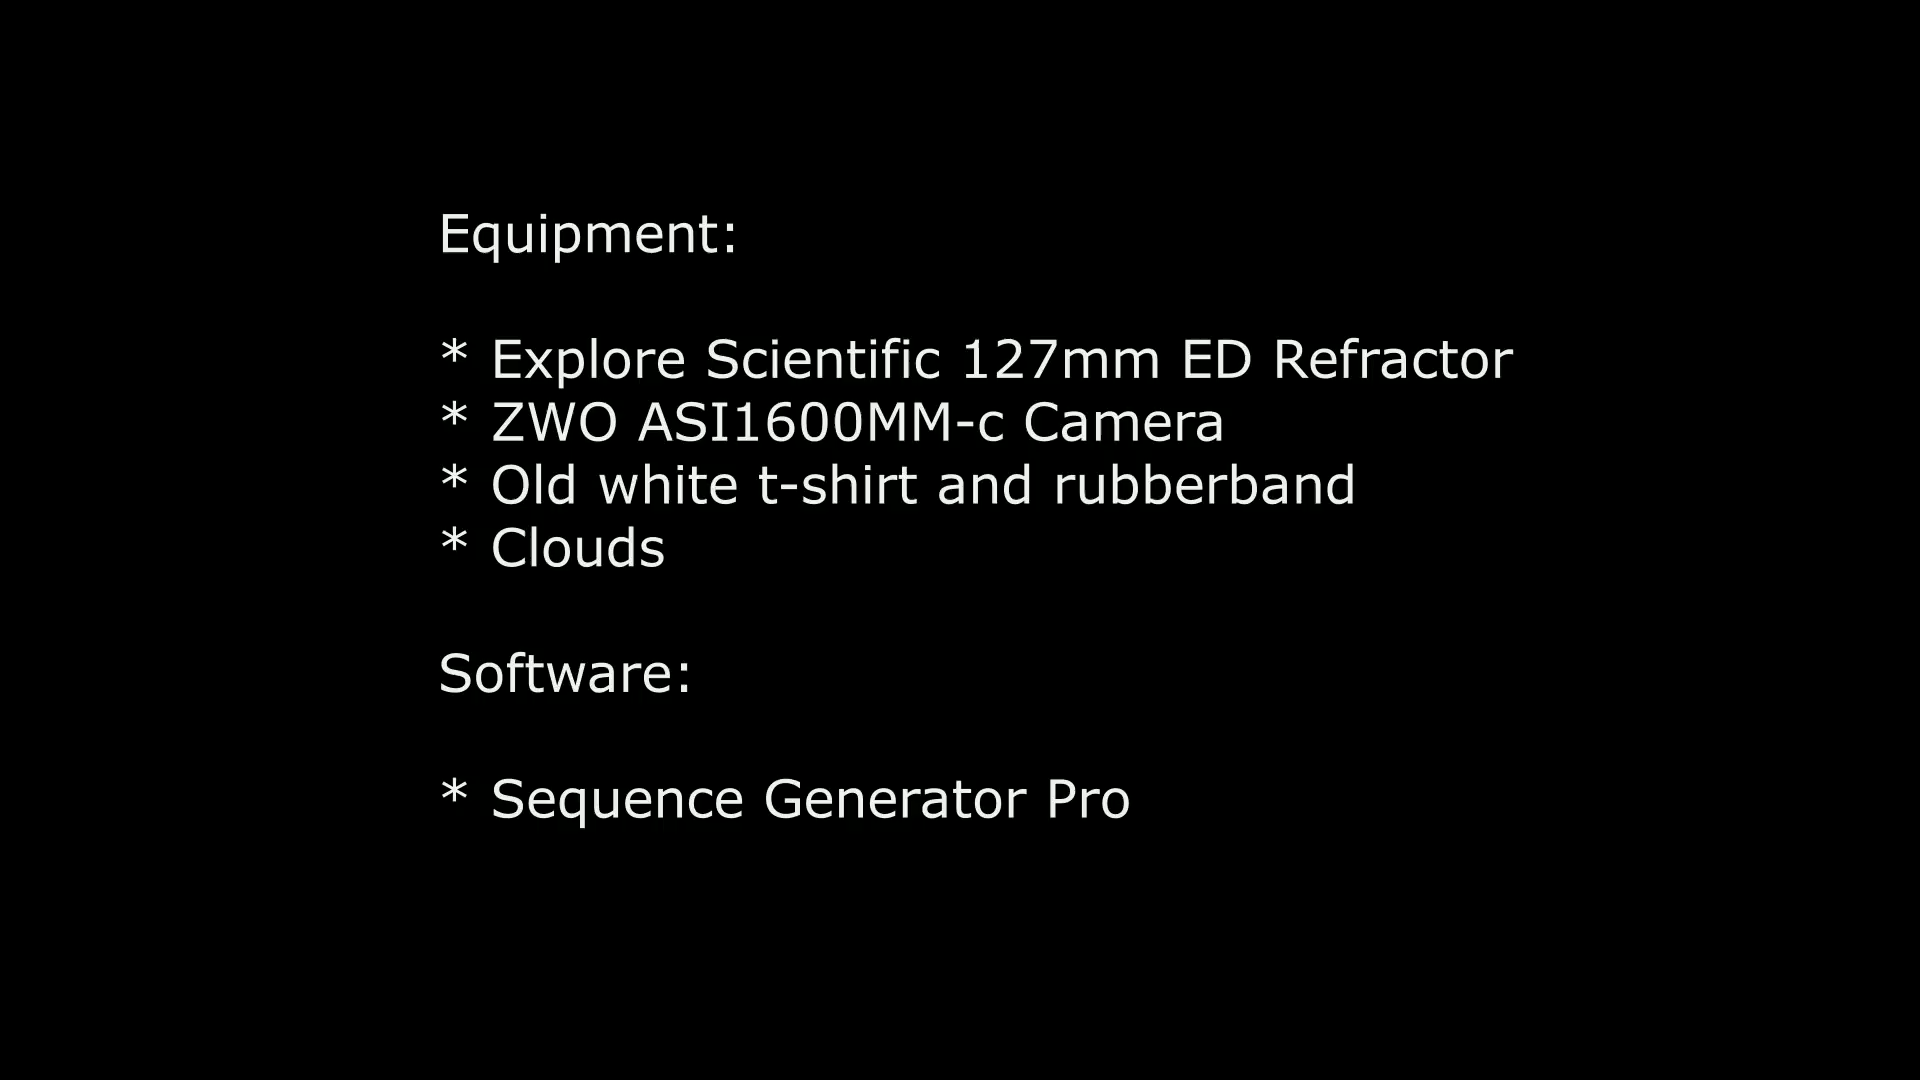 Equipment:
* Explore Scientific 127mm ED Refractor
* ZWO ASI1600MM-c Camera
* Old white t-shirt and rubberband
* Clouds
Software:
* Sequence Generator Pro